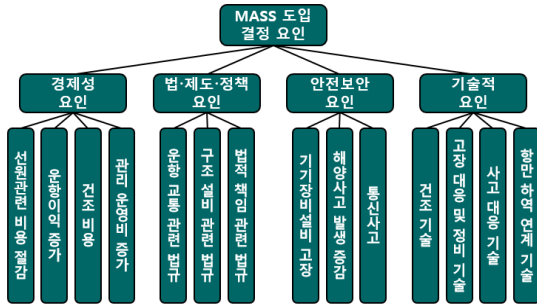 MASS 도입
결정 요인
경제성
요인
법·제도·정책
요인
안전보안
요인
기술적
요인
선원관련 비용 절감
운항이익 증가
건조 비용
관리 운영비 증가
운항 교통 관련 법규
구조 설비 관련 법규
법적 책임 관련 법규
기기장비설비 고장
해양사고 발생 증감
통신사고
건조 기술
고장 대응 및 정비 기술
사고 대응 기술
항만 하역 연계 기술